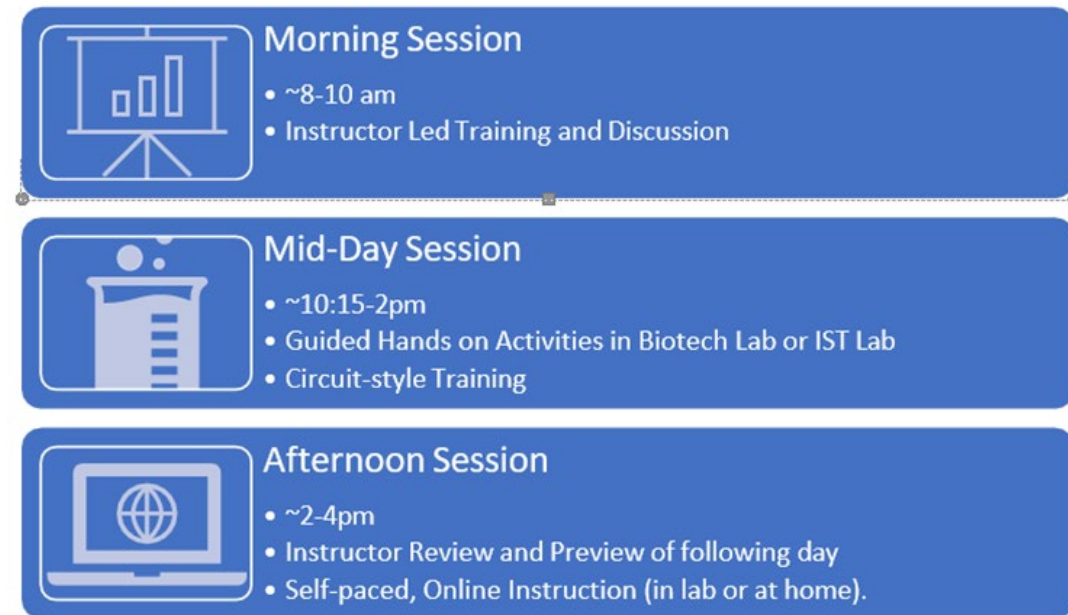 Morning Session
• ~8-10 am
• Instructor Led Training and Discussion
Mid-Day Session
• ~10:15-2pm
• Guided Hands on Activities in Biotech Lab or IST Lab
• Circuit-style Training
Afternoon Session
• ~2-4pm
• Instructor Review and Preview of following day
• Self-paced, Online Instruction (in lab or at home).